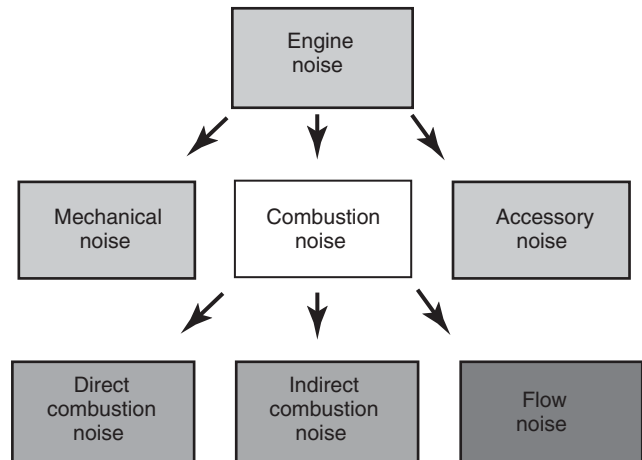 Engine
noise
Mechanical
noise
Combustion
noise
Accessory
noise
Direct
combustion
noise
Indirect
combustion
noise
Flow
noise